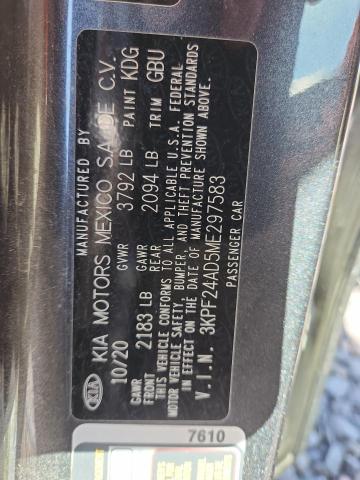 MANUFACTURED BY
KIA KIA MOTORS MEXICO S.A DE C.V.
10/20 GVWR 3792 LB PAINT KDG
GAWR FRONT 2183 LB GAWR REAR 2094 LB TRIM GBU
THIS VEHICLE CONFORMS TO ALL APPLICABLE U.S.A. FEDERAL
MOTOR VEHICLE SAFETY, BUMPER, AND THEFT PREVENTION STANDARDS
IN EFFECT ON THE DATE OF MANUFACTURE SHOWN ABOVE.
V.I.N. 3KPF24AD5ME297583
PASSENGER CAR
7610